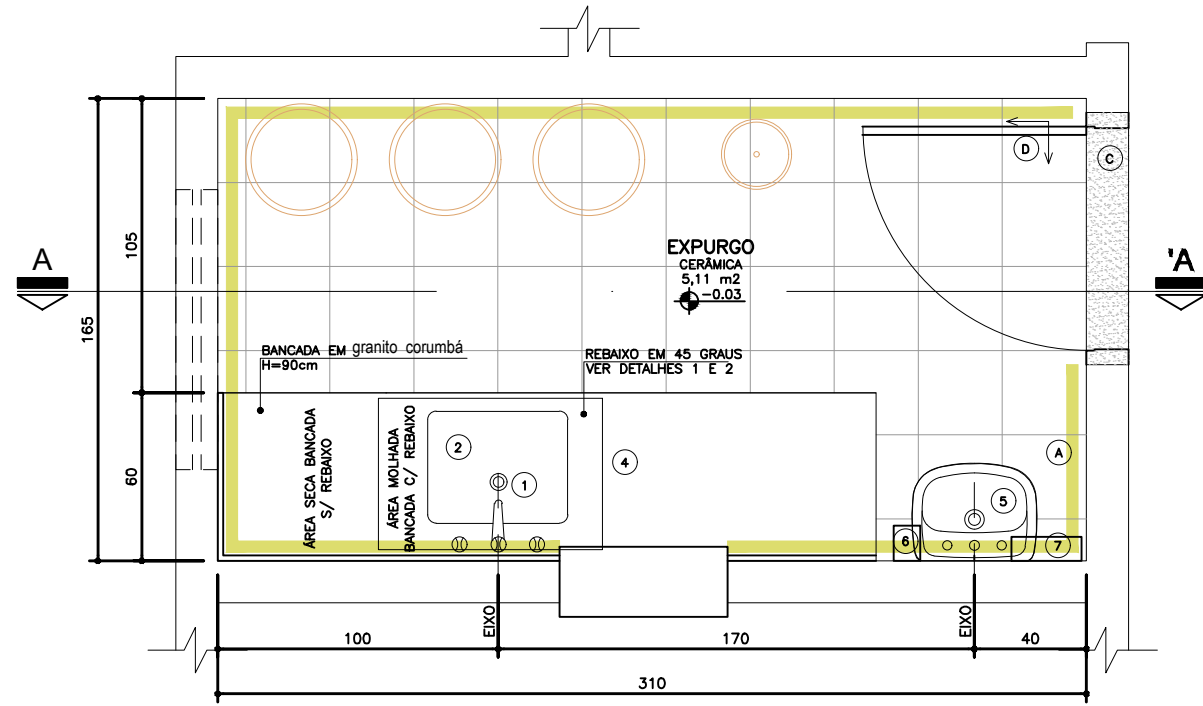 D
C
A
'A
EXPURGO
CERÂMICA
5,11 m2
-0.03
105
165
60
BANCADA EM granito corumbá
H=90cm
REBAIXO EM 45 GRAUS
VER DETALHES 1 E 2
ÁREA SECA BANCADA
S/ REBAIXO
ÁREA MOLHADA
BANCADA C/ REBAIXO
2
1
4
A
5
6
7
EIXO
EIXO
100
170
40
310